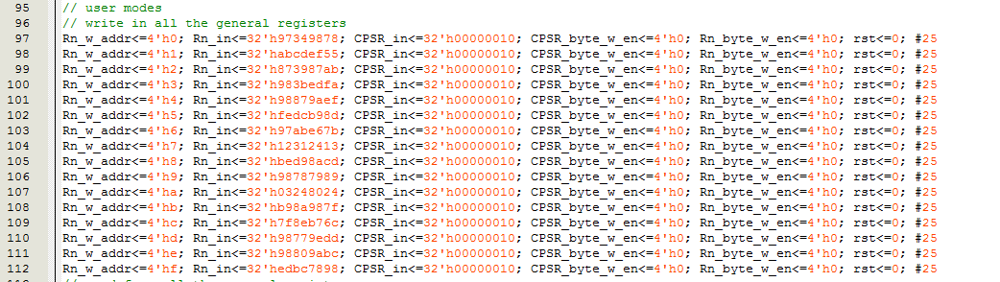 95 // user modes
96 // write in all the general registers
97 Rn_w_addr<=4'h0; Rn_in<=32'h97349878; CPSR_in<=32'h00000010; CPSR_byte_w_en<=4'h0; Rn_byte_w_en<=4'h0; rst<=0; #25
98 Rn_w_addr<=4'h1; Rn_in<=32'habcdef55; CPSR_in<=32'h00000010; CPSR_byte_w_en<=4'h0; Rn_byte_w_en<=4'h0; rst<=0; #25
99 Rn_w_addr<=4'h2; Rn_in<=32'h873987ab; CPSR_in<=32'h00000010; CPSR_byte_w_en<=4'h0; Rn_byte_w_en<=4'h0; rst<=0; #25
100 Rn_w_addr<=4'h3; Rn_in<=32'h983bedfa; CPSR_in<=32'h00000010; CPSR_byte_w_en<=4'h0; Rn_byte_w_en<=4'h0; rst<=0; #25
101 Rn_w_addr<=4'h4; Rn_in<=32'h98879aef; CPSR_in<=32'h00000010; CPSR_byte_w_en<=4'h0; Rn_byte_w_en<=4'h0; rst<=0; #25
102 Rn_w_addr<=4'h5; Rn_in<=32'hfedcb98d; CPSR_in<=32'h00000010; CPSR_byte_w_en<=4'h0; Rn_byte_w_en<=4'h0; rst<=0; #25
103 Rn_w_addr<=4'h6; Rn_in<=32'h97abe67b; CPSR_in<=32'h00000010; CPSR_byte_w_en<=4'h0; Rn_byte_w_en<=4'h0; rst<=0; #25
104 Rn_w_addr<=4'h7; Rn_in<=32'h12312413; CPSR_in<=32'h00000010; CPSR_byte_w_en<=4'h0; Rn_byte_w_en<=4'h0; rst<=0; #25
105 Rn_w_addr<=4'h8; Rn_in<=32'hbed98acd; CPSR_in<=32'h00000010; CPSR_byte_w_en<=4'h0; Rn_byte_w_en<=4'h0; rst<=0; #25
106 Rn_w_addr<=4'h9; Rn_in<=32'h98787989; CPSR_in<=32'h00000010; CPSR_byte_w_en<=4'h0; Rn_byte_w_en<=4'h0; rst<=0; #25
107 Rn_w_addr<=4'ha; Rn_in<=32'h03248024; CPSR_in<=32'h00000010; CPSR_byte_w_en<=4'h0; Rn_byte_w_en<=4'h0; rst<=0; #25
108 Rn_w_addr<=4'hb; Rn_in<=32'hb98a987f; CPSR_in<=32'h00000010; CPSR_byte_w_en<=4'h0; Rn_byte_w_en<=4'h0; rst<=0; #25
109 Rn_w_addr<=4'hc; Rn_in<=32'h7f8eb76c; CPSR_in<=32'h00000010; CPSR_byte_w_en<=4'h0; Rn_byte_w_en<=4'h0; rst<=0; #25
110 Rn_w_addr<=4'hd; Rn_in<=32'h98779edd; CPSR_in<=32'h00000010; CPSR_byte_w_en<=4'h0; Rn_byte_w_en<=4'h0; rst<=0; #25
111 Rn_w_addr<=4'he; Rn_in<=32'h98809abc; CPSR_in<=32'h00000010; CPSR_byte_w_en<=4'h0; Rn_byte_w_en<=4'h0; rst<=0; #25
112 Rn_w_addr<=4'hf; Rn_in<=32'hedbc7898; CPSR_in<=32'h00000010; CPSR_byte_w_en<=4'h0; Rn_byte_w_en<=4'h0; rst<=0; #25